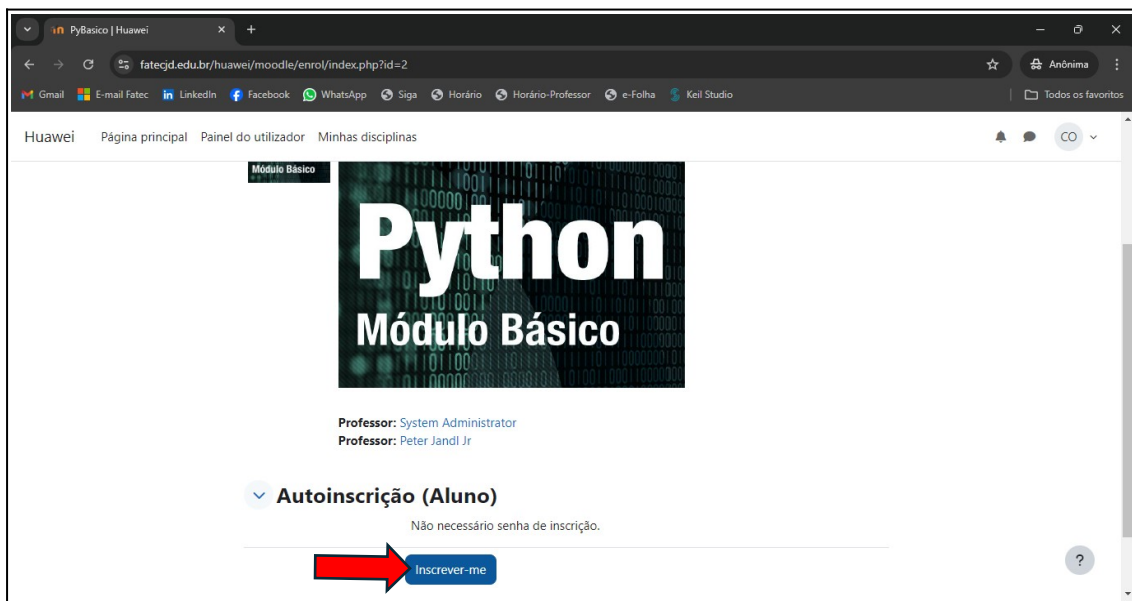 PyBasico | Huawei
fatecjd.edu.br/huawei/moodle/enrol/index.php?id=2
Anônima
Gmail E-mail Fatec LinkedIn Facebook WhatsApp Siga Horário Horário-Professor e-Folha Keil Studio Todos os favoritos
Huawei Página principal Painel do utilizador Minhas disciplinas CO
Módulo Básico
Python
Módulo Básico
Professor: System Administrator
Professor: Peter Jandl Jr
Autoinscrição (Aluno)
Não necessário senha de inscrição.
Inscrever-me
?